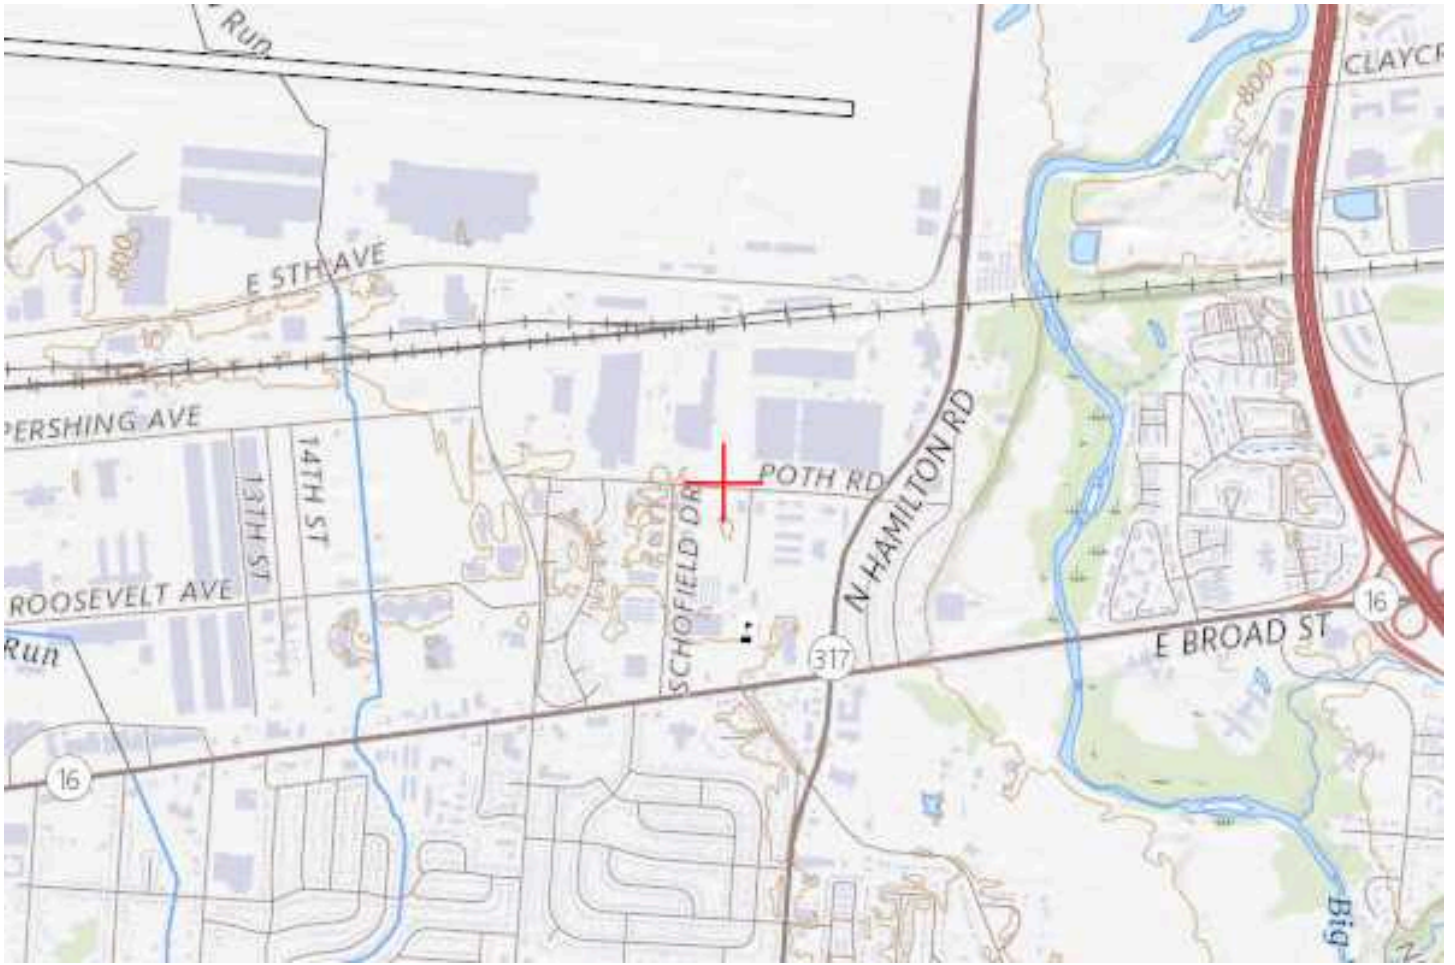 Run
CLAYCR
800
800
E 5TH AVE
PERSHING AVE
14TH ST
13TH ST
POTH RD
N HAMILTON RD
SCHOFIELD DR
ROOSEVELT AVE
16
Run
317
E BROAD ST
16
Big